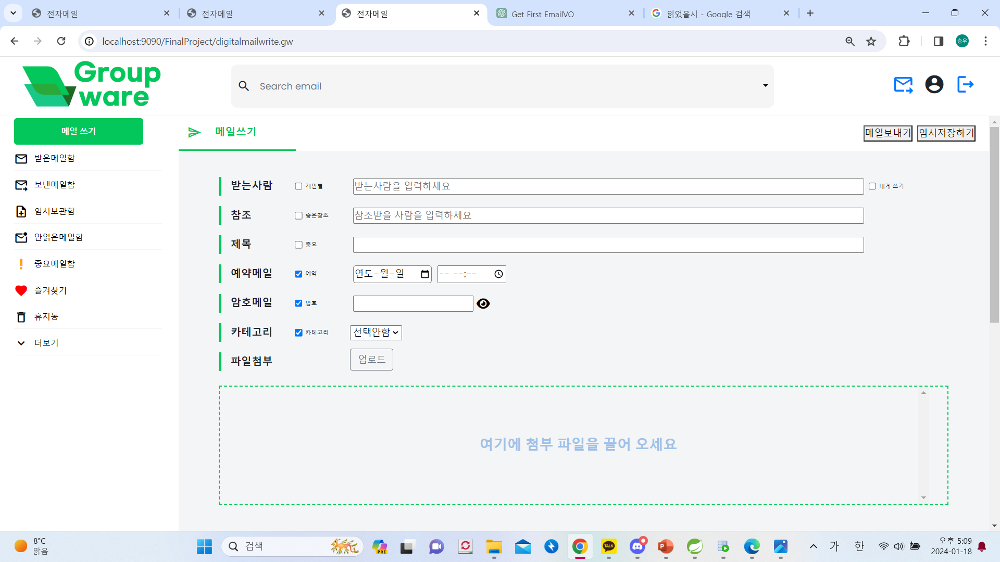 전자메일
전자메일
전자메일
Get First EmailVO
읽었을시 - Google 검색
localhost:9090/FinalProject/digitalmailwrite.gw
승우
Group
ware
Search email
메일 쓰기
받은메일함
보낸메일함
임시보관함
안읽은메일함
중요메일함
즐겨찾기
휴지통
더보기
메일쓰기
메일보내기
임시저장하기
받는사람
개인별
받는사람을 입력하세요
내게 쓰기
참조
숨은참조
참조받을 사람을 입력하세요
제목
중요
예약메일
예약
연도-월-일
-- --:--
암호메일
암호
카테고리
카테고리
선택안함
파일첨부
업로드
여기에 첨부 파일을 끌어 오세요
8°C
맑음
검색
PRE
TALK
P
가
한
오후 5:09
2024-01-18